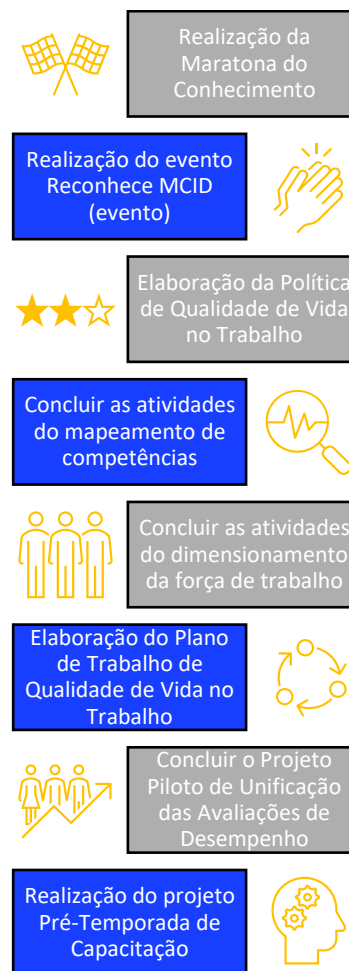 Realização da
Maratona do
Conhecimento
Realização do evento
Reconhece MCID
(evento)
Elaboração da Política
de Qualidade de Vida
no Trabalho
Concluir as atividades
do mapeamento de
competências
Concluir as atividades
do dimensionamento
da força de trabalho
Elaboração do Plano
de Trabalho de
Qualidade de Vida no
Trabalho
Concluir o Projeto
Piloto de Unificação
das Avaliações de
Desempenho
Realização do projeto
Pré-Temporada de
Capacitação